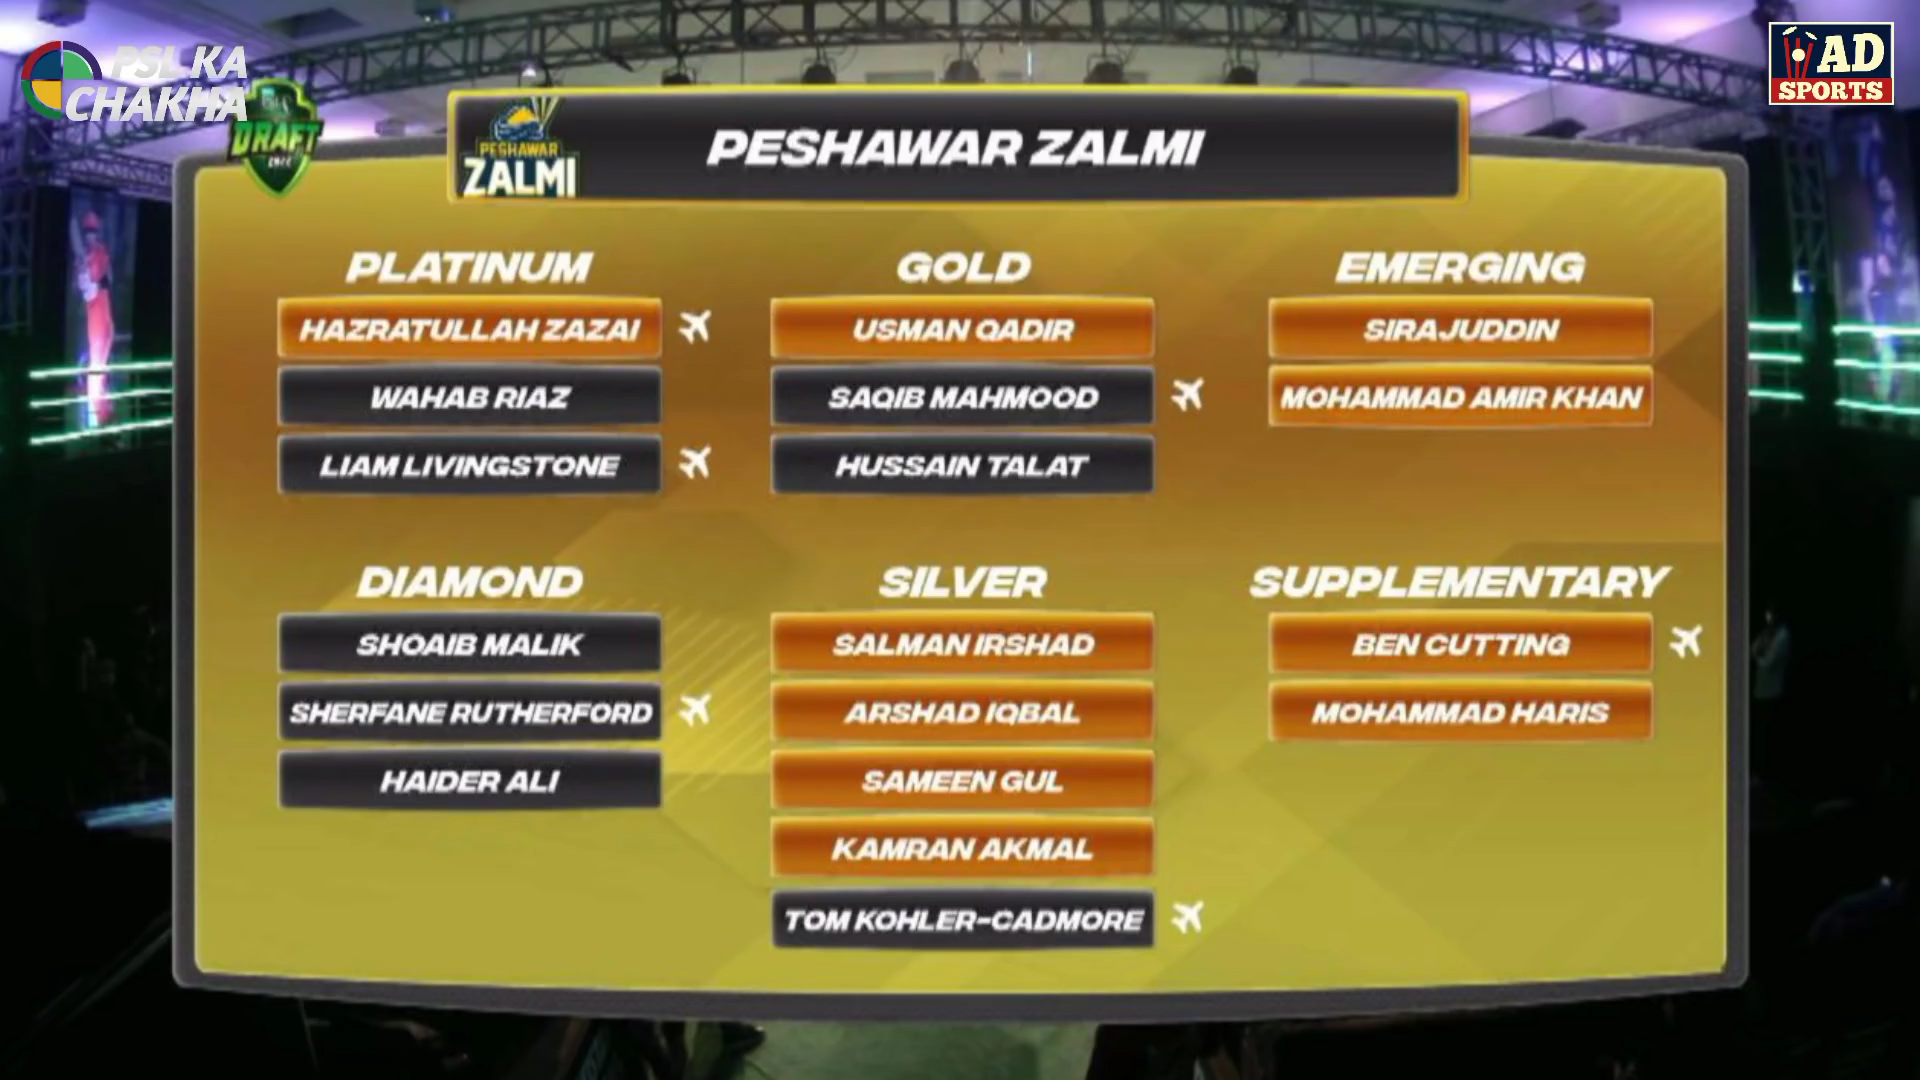 PSL KA
CHAKHA
DRAFT
AD
SPORTS
PESHAWAR
ZALMI
PESHAWAR ZALMI
PLATINUM
HAZRATULLAH ZAZAI
WAHAB RIAZ
LIAM LIVINGSTONE
GOLD
USMAN QADIR
SAQIB MAHMOOD
HUSSAIN TALAT
EMERGING
SIRAJUDDIN
MOHAMMAD AMIR KHAN
DIAMOND
SHOAIB MALIK
SHERFANE RUTHERFORD
HAIDER ALI
SILVER
SALMAN IRSHAD
ARSHAD IQBAL
SAMEEN GUL
KAMRAN AKMAL
TOM KOHLER-CADMORE
SUPPLEMENTARY
BEN CUTTING
MOHAMMAD HARIS